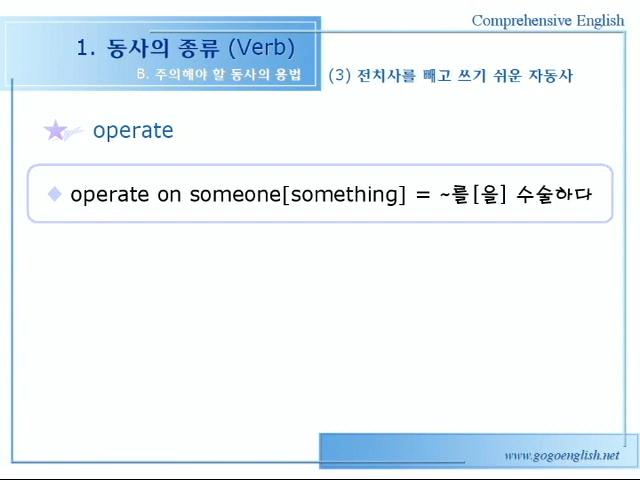 Comprehensive English
1. 동사의 종류 (Verb)
B. 주의해야 할 동사의 용법
(3) 전치사를 빼고 쓰기 쉬운 자동사
operate
operate on someone[something] = ~를[을] 수술하다
www.gogoenglish.net